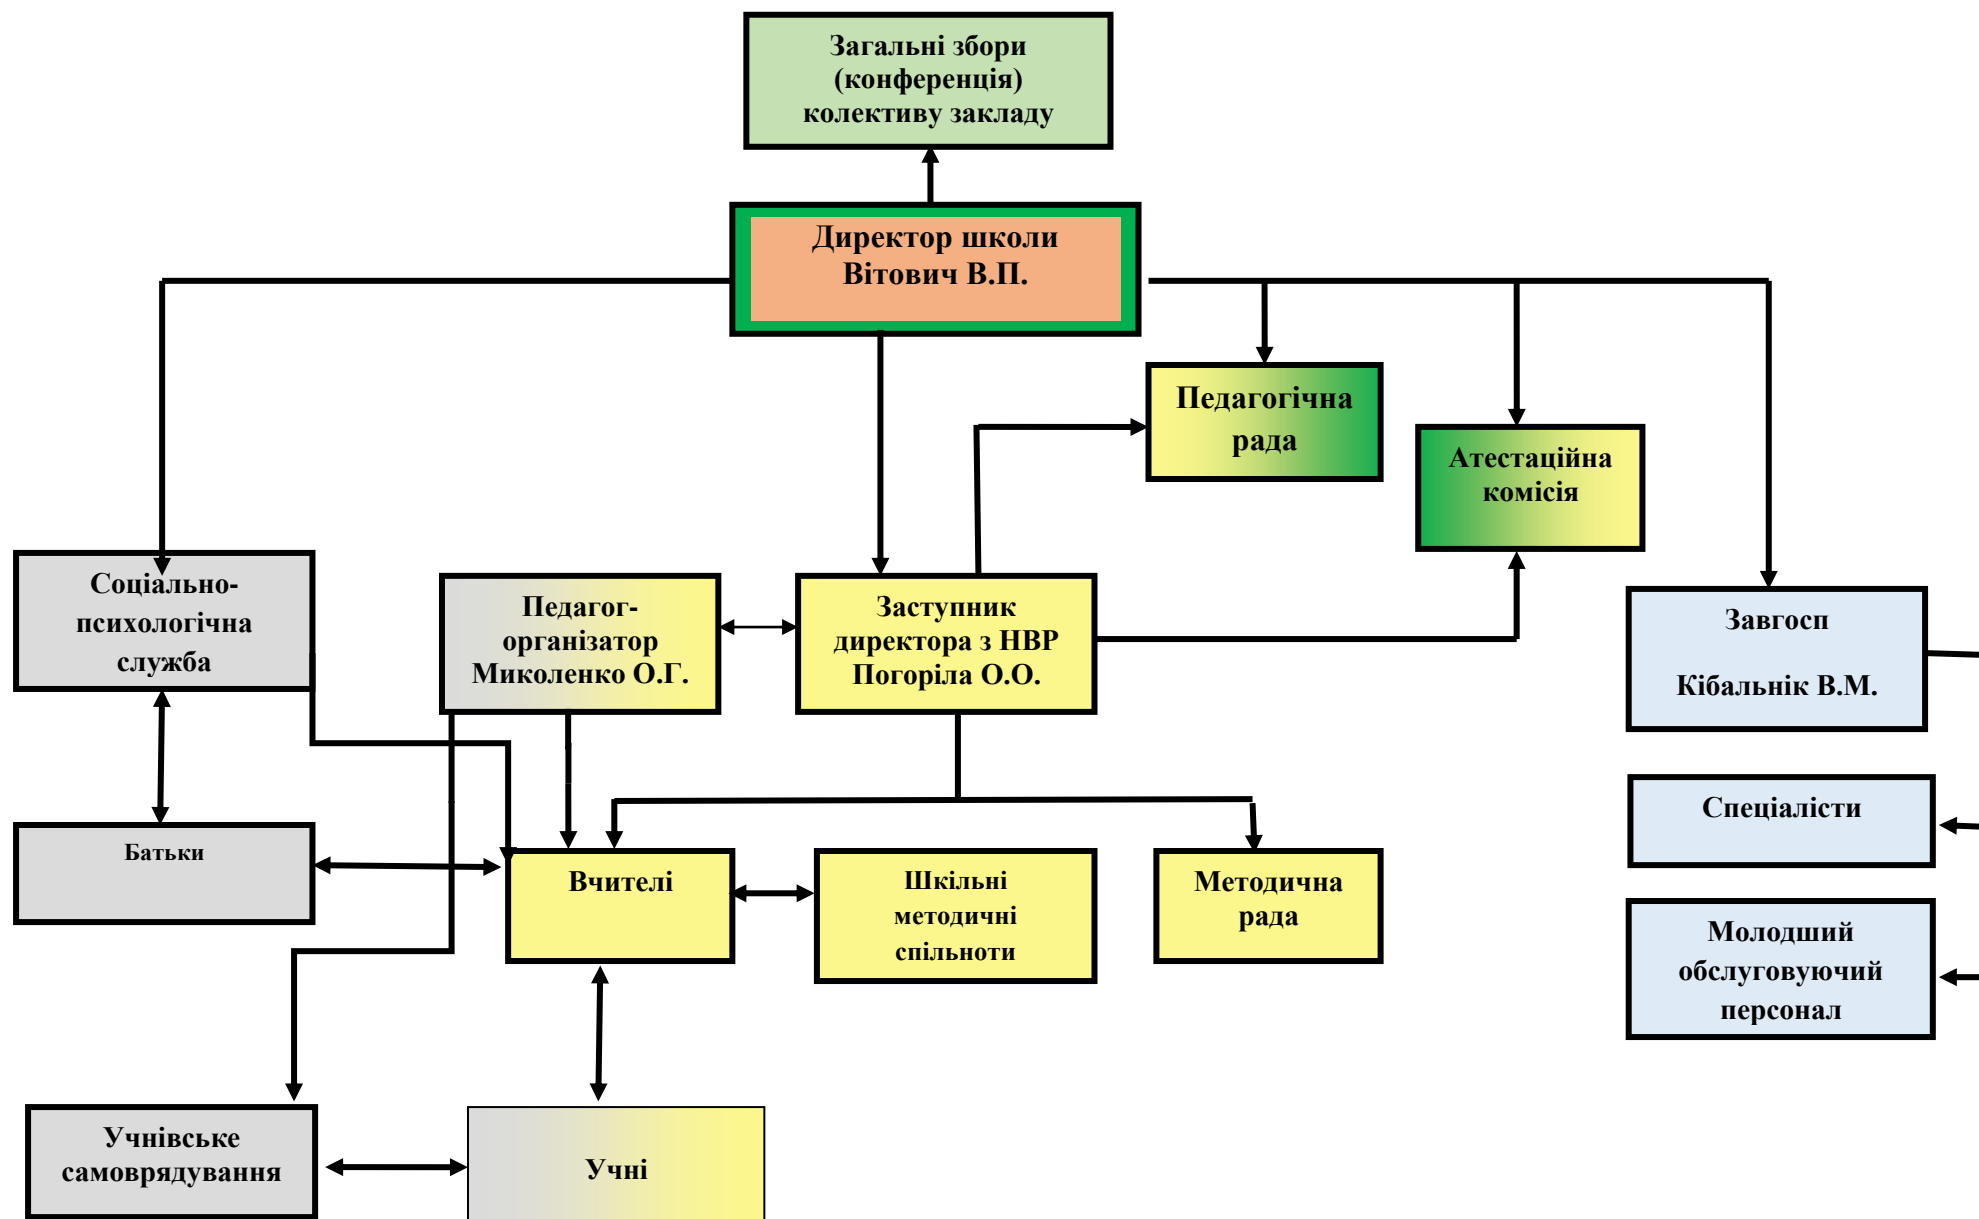 Загальні збори
(конференція)
колективу закладу
Директор школи
Вітович В.П.
Педагогічна
рада
Атестаційна
комісія
Соціально-
психологічна
служба
Педагог-
організатор
Миколенко О.Г.
Заступник
директора з НВР
Погоріла О.О.
Завгосп
Кібальнік В.М.
Спеціалісти
Батьки
Вчителі
Шкільні
методичні
спільноти
Методична
рада
Молодший
обслуговуючий
персонал
Учнівське
самоврядування
Учні